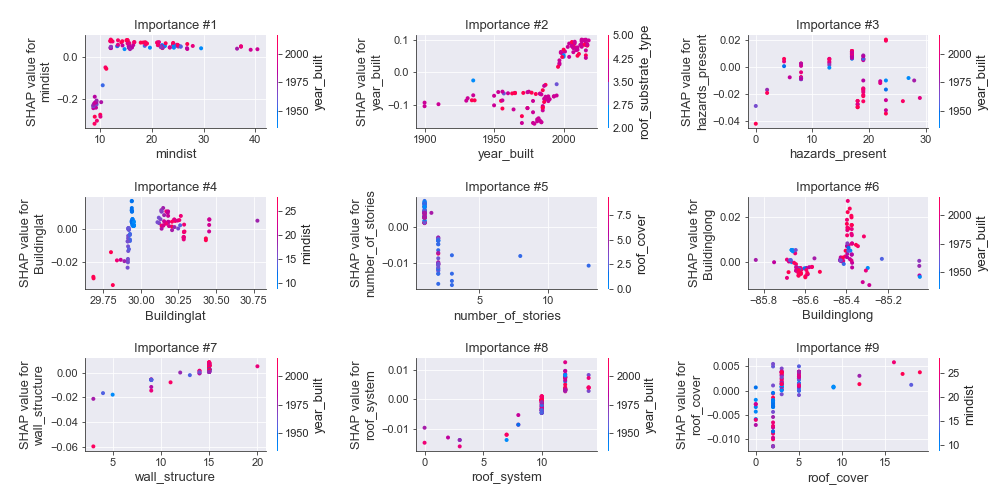 Importance #1
SHAP value for
mindist
0.0
−0.2
10
20
30
40
mindist
2000
1975
1950
year_built
Importance #2
SHAP value for
year_built
0.1
0.0
−0.1
1900
1950
2000
year_built
5.00
4.25
3.50
2.75
2.00
roof_substrate_type
Importance #3
SHAP value for
hazards_present
0.02
0.00
−0.02
−0.04
0
10
20
30
hazards_present
2000
1975
1950
year_built
Importance #4
SHAP value for
Buildinglat
0.00
−0.02
29.75
30.00
30.25
30.50
30.75
Buildinglat
25
20
15
10
mindist
Importance #5
SHAP value for
number_of_stories
0.00
−0.01
5
10
number_of_stories
7.5
5.0
2.5
0.0
roof_cover
Importance #6
SHAP value for
Buildinglong
0.02
0.00
−85.8
−85.6
−85.4
−85.2
Buildinglong
2000
1975
1950
year_built
Importance #7
SHAP value for
wall_structure
0.00
−0.02
−0.04
−0.06
5
10
15
20
wall_structure
2000
1975
1950
year_built
Importance #8
SHAP value for
roof_system
0.01
0.00
−0.01
0
5
10
roof_system
2000
1975
1950
year_built
Importance #9
SHAP value for
roof_cover
0.005
0.000
−0.005
−0.010
0
5
10
15
roof_cover
25
20
15
10
mindist